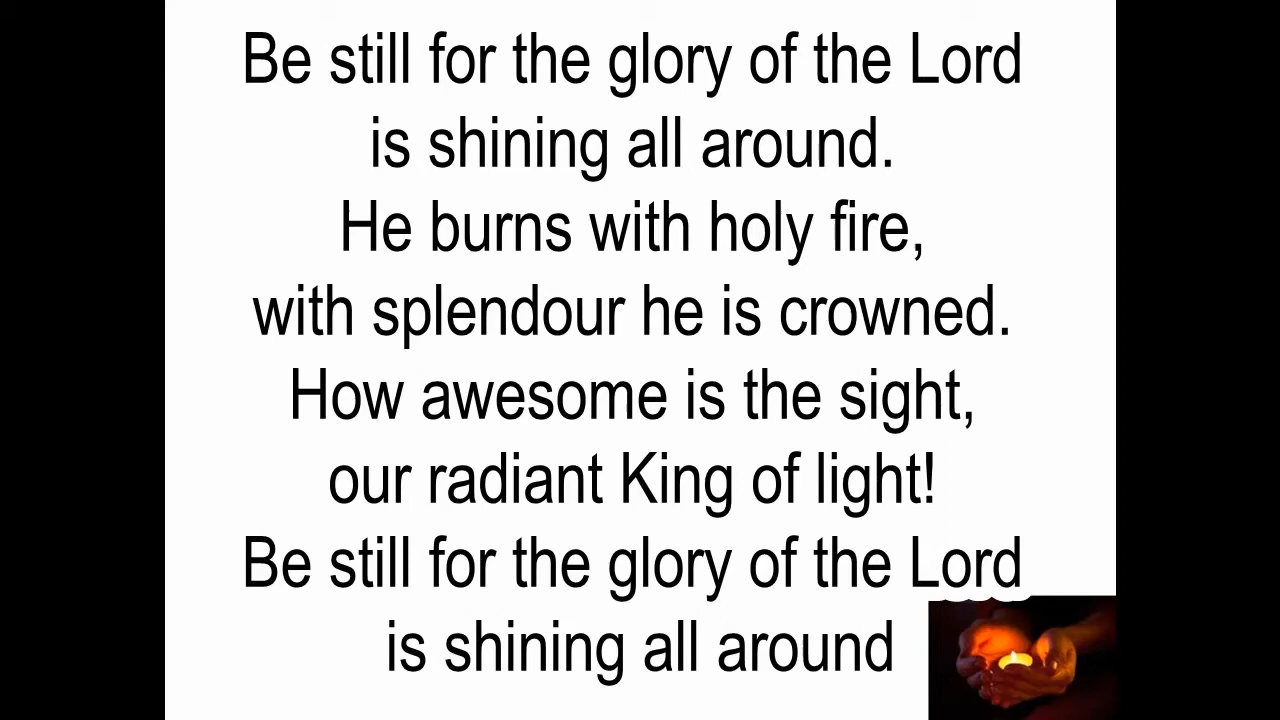 Be still for the glory of the Lord
is shining all around.
He burns with holy fire,
with splendour he is crowned.
How awesome is the sight,
our radiant King of light!
Be still for the glory of the Lord
is shining all around